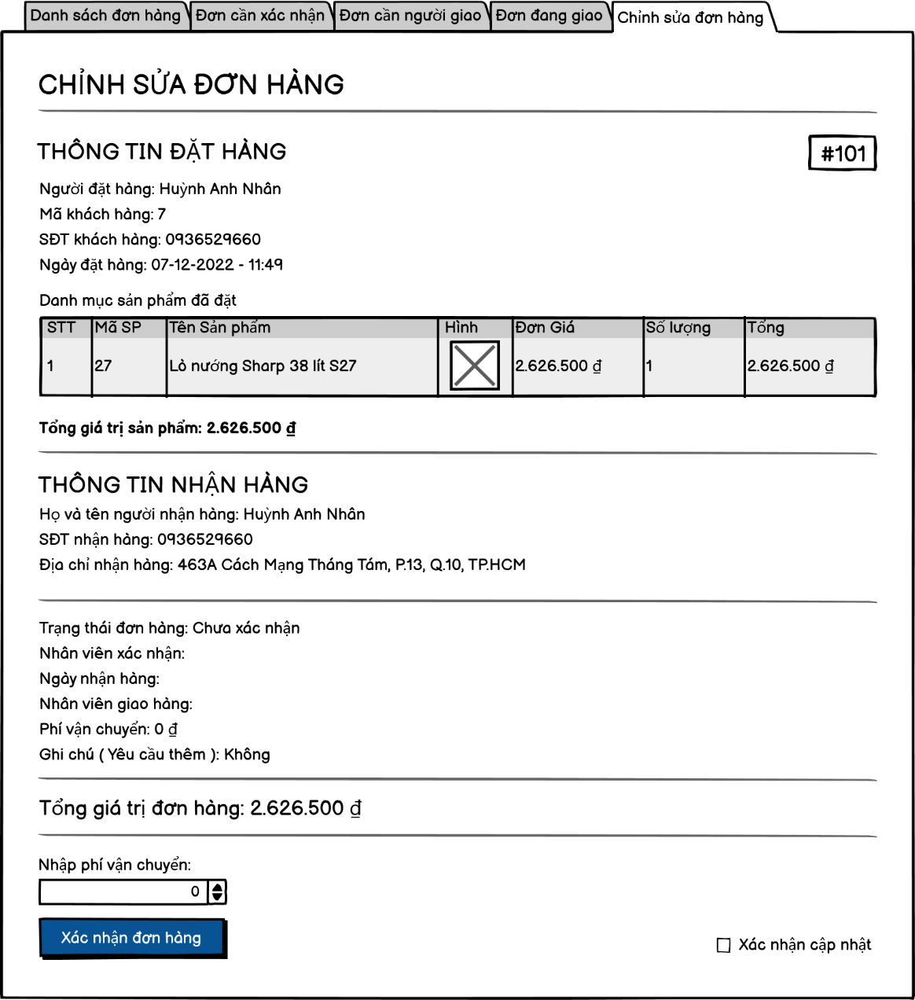 Danh sách đơn hàng Đơn cần xác nhận Đơn cần người giao Đơn đang giao Chỉnh sửa đơn hàng
CHỈNH SỬA ĐƠN HÀNG
THÔNG TIN ĐẶT HÀNG #101
Người đặt hàng: Huỳnh Anh Nhân
Mã khách hàng: 7
SĐT khách hàng: 0936529660
Ngày đặt hàng: 07-12-2022 - 11:49
Danh mục sản phẩm đã đặt
STT Mã SP Tên Sản phẩm Hình Đơn Giá Số lượng Tổng
1 27 Lò nướng Sharp 38 lít S27 2.626.500 ₫ 1 2.626.500 ₫
Tổng giá trị sản phẩm: 2.626.500 ₫
THÔNG TIN NHẬN HÀNG
Họ và tên người nhận hàng: Huỳnh Anh Nhân
SĐT nhận hàng: 0936529660
Địa chỉ nhận hàng: 463A Cách Mạng Tháng Tám, P.13, Q.10, TP.HCM
Trạng thái đơn hàng: Chưa xác nhận
Nhân viên xác nhận:
Ngày nhận hàng:
Nhân viên giao hàng:
Phí vận chuyển: 0 ₫
Ghi chú ( Yêu cầu thêm ): Không
Tổng giá trị đơn hàng: 2.626.500 ₫
Nhập phí vận chuyển:
0
Xác nhận đơn hàng
Xác nhận cập nhật